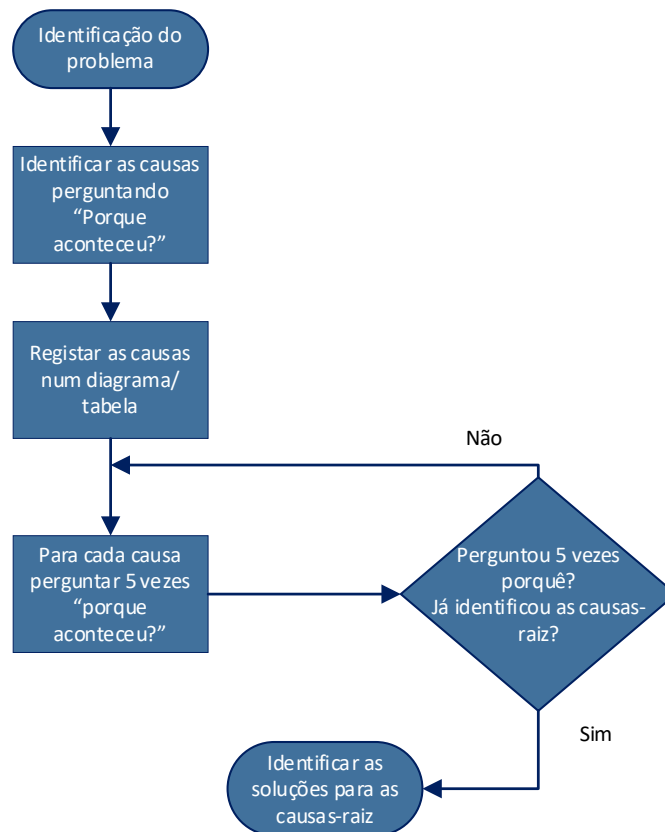 Identificação do
problema
Identificar as causas
perguntando
“Porque
aconteceu?”
Registar as causas
num diagrama/
tabela
Não
Para cada causa
perguntar 5 vezes
“porque
aconteceu?”
Perguntou 5 vezes
porquê?
Já identificou as causas-
raiz?
Sim
Identificar as
soluções para as
causas-raiz